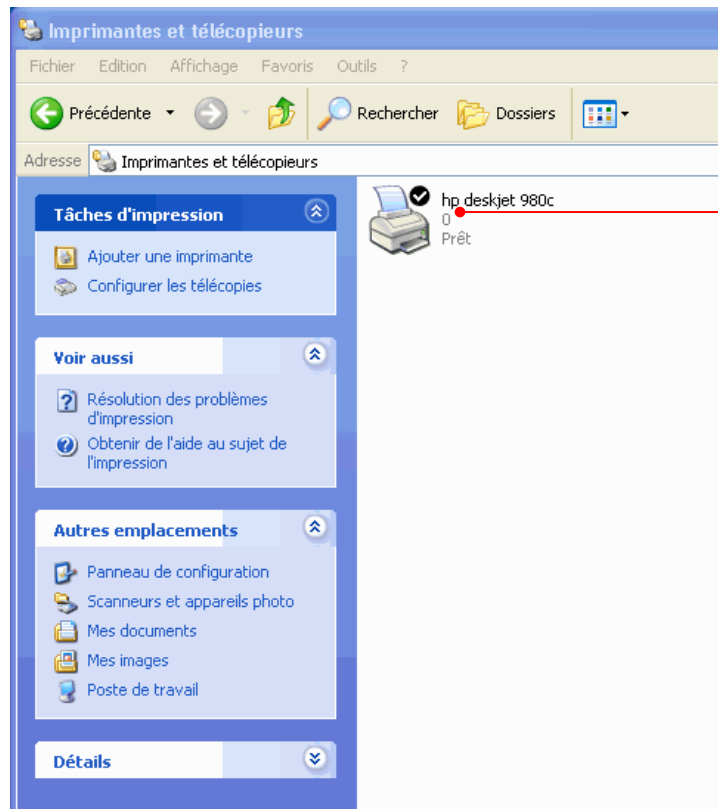 Imprimantes et télécopieurs
Fichier Edition Affichage Favoris Outils ?
Précédente Rechercher Dossiers
Adresse Imprimantes et télécopieurs
Tâches d'impression
Ajouter une imprimante
Configurer les télécopies
Voir aussi
Résolution des problèmes
d'impression
Obtenir de l'aide au sujet de
l'impression
Autres emplacements
Panneau de configuration
Scanneurs et appareils photo
Mes documents
Mes images
Poste de travail
Détails
hp deskjet 980c
0
Prêt